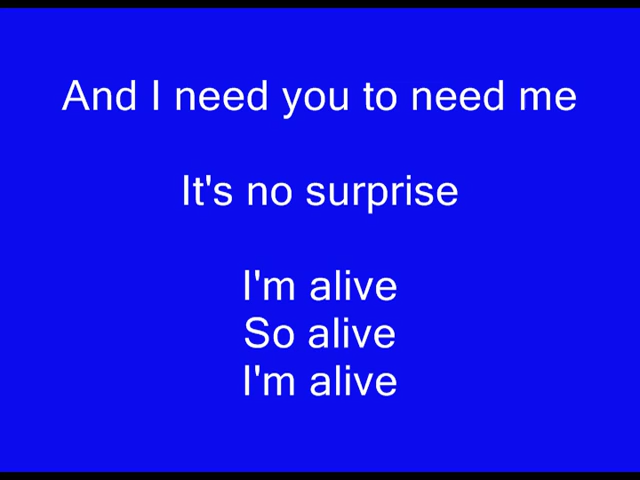 And I need you to need me
It's no surprise
I'm alive
So alive
I'm alive